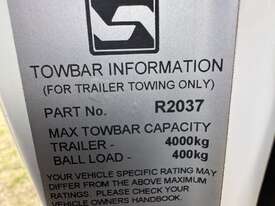 TOWBAR INFORMATION
(FOR TRAILER TOWING ONLY)
PART No. R2037
MAX TOWBAR CAPACITY
TRAILER - 4000kg
BALL LOAD - 400kg
YOUR VEHICLE SPECIFIC RATING MAY
DIFFER FROM THE ABOVE MAXIMUM
RATINGS. PLEASE CHECK YOUR
VEHICLE OWNERS HANDBOOK.